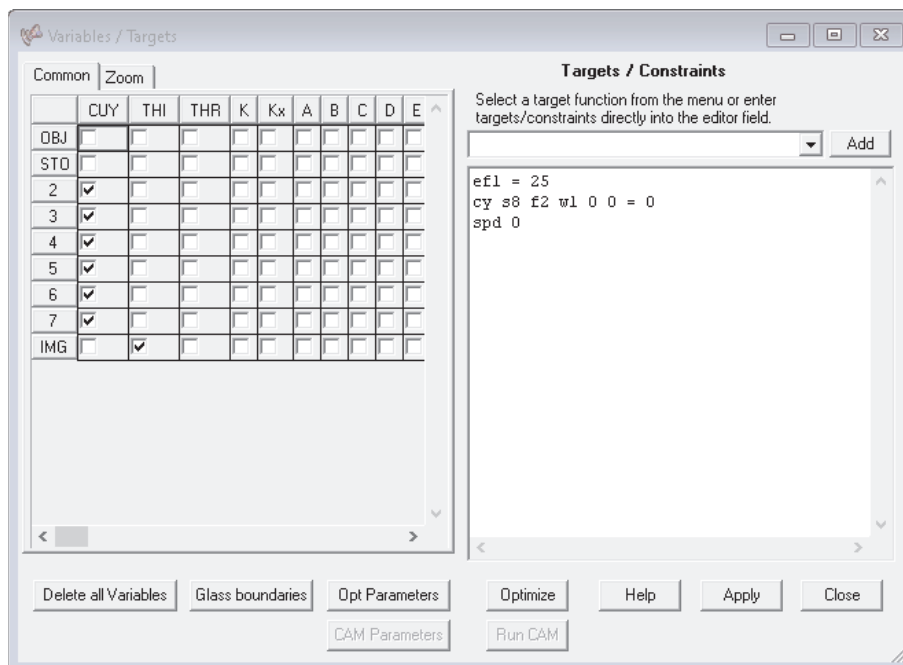 Variables / Targets
Common Zoom
CUY THI THR K Kx A B C D E
OBJ
STO
2
3
4
5
6
7
IMG
Targets / Constraints
Select a target function from the menu or enter
targets/constraints directly into the editor field.
Add
efl = 25
cy s8 f2 w1 0 0 = 0
spd 0
Delete all Variables Glass boundaries Opt Parameters Optimize Help Apply Close
CAM Parameters Run CAM